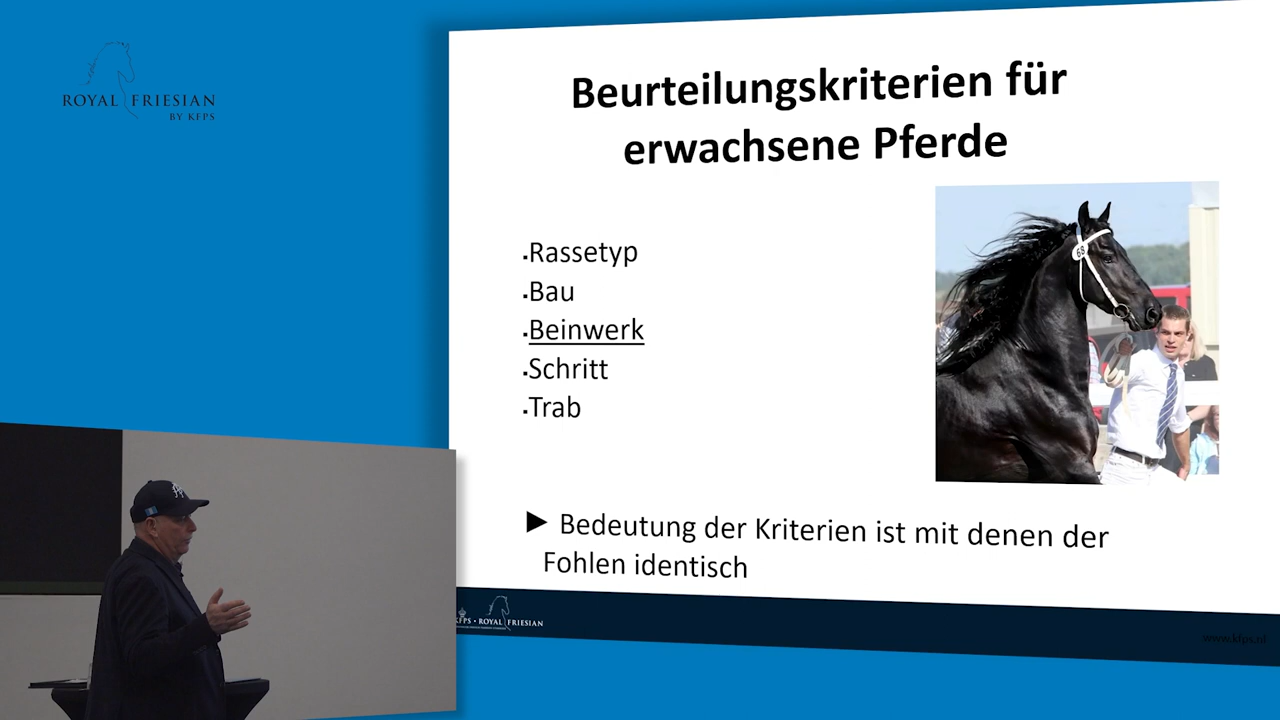 ROYAL FRIESIAN
BY KFPS
Beurteilungskriterien für
erwachsene Pferde
.Rassetyp
.Bau
.Beinwerk
.Schritt
.Trab
68
► Bedeutung der Kriterien ist mit denen der
Fohlen identisch
KFPS • ROYAL FRIESIAN
www.kfps.nl